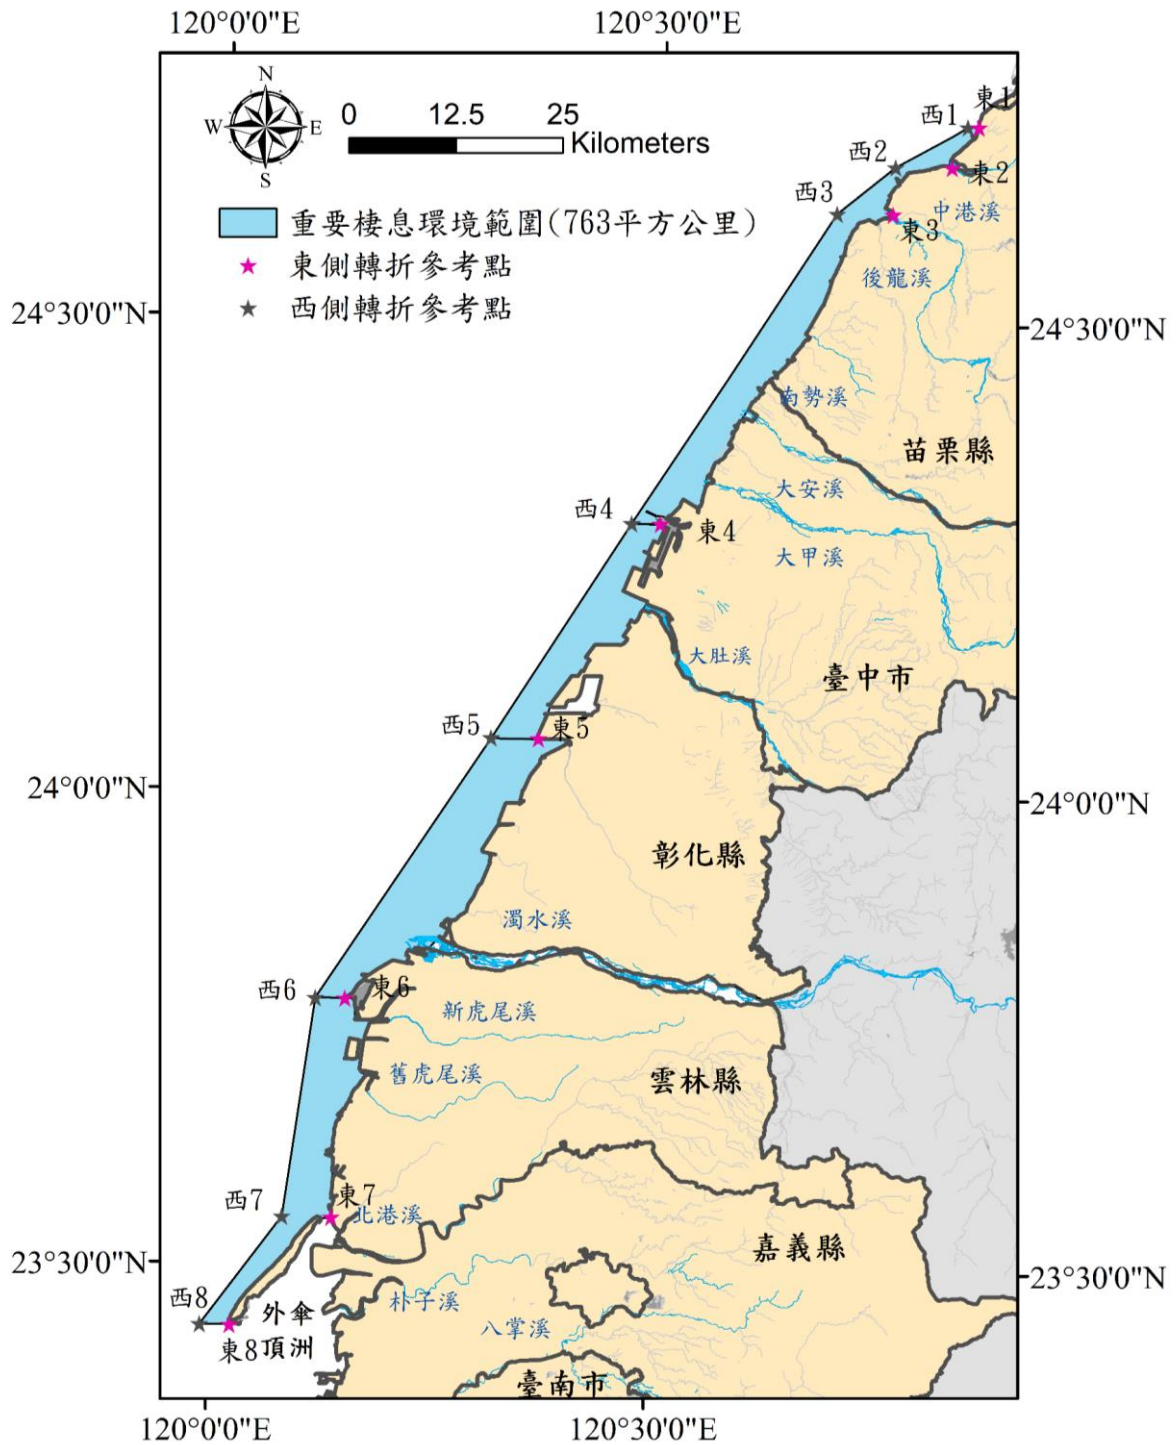 120°0'0"E
120°30'0"E
N
W
E
S
0
12.5
25
Kilometers
重要棲息環境範圍(763平方公里)
東側轉折參考點
西側轉折參考點
東1
西1
西2
東2
西3
中港溪
東3
後龍溪
24°30'0"N
24°30'0"N
南勢溪
苗栗縣
大安溪
西4
東4
大甲溪
大肚溪
臺中市
西5
東5
24°0'0"N
24°0'0"N
彰化縣
濁水溪
西6
東6
新虎尾溪
舊虎尾溪
雲林縣
西7
東7
北港溪
嘉義縣
23°30'0"N
23°30'0"N
西8
外傘
頂洲
東8
朴子溪
八掌溪
臺南市
120°0'0"E
120°30'0"E